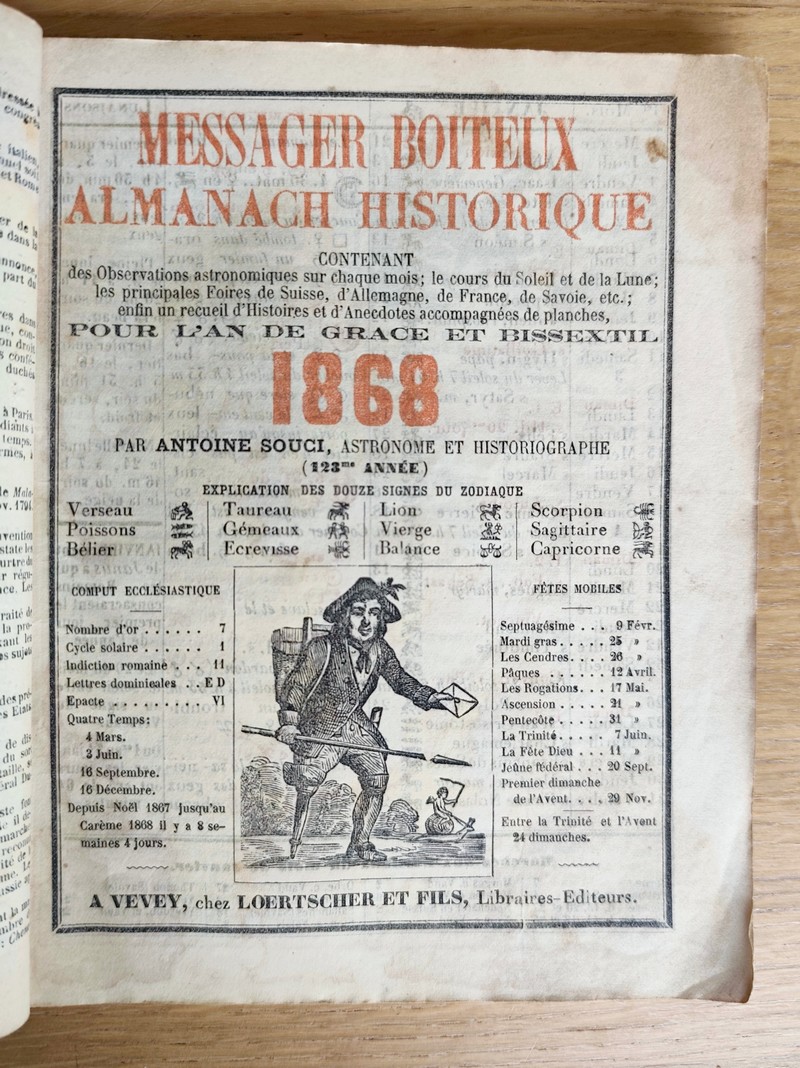 MESSAGER BOITEUX
ALMANACH HISTORIQUE
CONTENANT
des Observations astronomiques sur chaque mois; le cours du Soleil et de la Lune;
les principales Foires de Suisse, d'Allemagne, de France, de Savoie, etc.;
enfin un recueil d'Histoires et d'Anecdotes accompagnées de planches,
POUR L'AN DE GRACE ET BISSEXTIL
1868
PAR ANTOINE SOUCI, ASTRONOME ET HISTORIOGRAPHE
(123me ANNÉE)
EXPLICATION DES DOUZE SIGNES DU ZODIAQUE
Verseau Taureau Lion Scorpion
Poissons Gémeaux Vierge Sagittaire
Bélier Ecrevisse Balance Capricorne
COMPUT ECCLÉSIASTIQUE
Nombre d'or . . . . . . 7
Cycle solaire . . . . . . 1
Indiction romaine . . . 11
Lettres dominicales . . E D
Epacte . . . . . . . . . VI
Quatre Temps:
4 Mars.
3 Juin.
16 Septembre.
16 Décembre.
Depuis Noël 1867 jusqu'au
Carême 1868 il y a 8 se-
maines 4 jours.
FÊTES MOBILES
Septuagésime . . . 9 Févr.
Mardi gras . . . . . 25 »
Les Cendres. . . . 26 »
Pâques . . . . . . 12 Avril.
Les Rogations. . . 17 Mai.
Ascension . . . . . 21 »
Pentecôte . . . . . 31 »
La Trinité. . . . . 7 Juin.
La Fête Dieu . . . 11 »
Jeûne fédéral . . . 20 Sept.
Premier dimanche
de l'Avent. . . . 29 Nov.
Entre la Trinité et l'Avent
24 dimanches.
A VEVEY, chez LOERTSCHER ET FILS, Libraires-Editeurs.